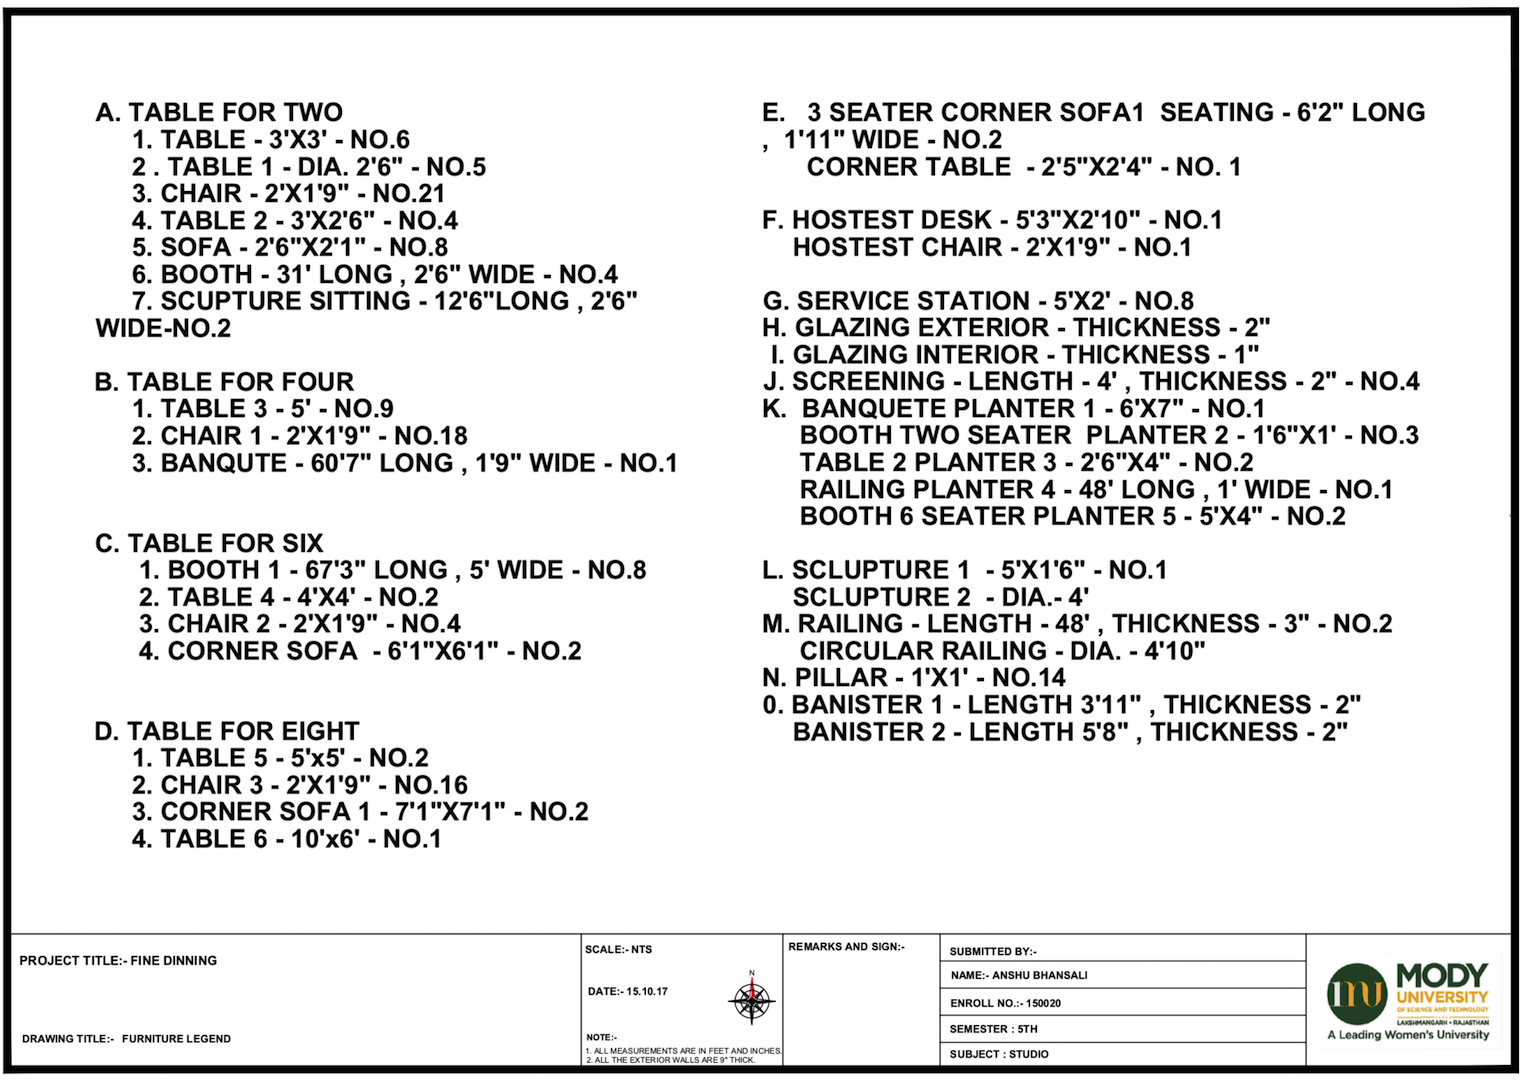 A. TABLE FOR TWO
1. TABLE - 3'X3' - NO.6
2 . TABLE 1 - DIA. 2'6" - NO.5
3. CHAIR - 2'X1'9" - NO.21
4. TABLE 2 - 3'X2'6" - NO.4
5. SOFA - 2'6"X2'1" - NO.8
6. BOOTH - 31' LONG , 2'6" WIDE - NO.4
7. SCUPTURE SITTING - 12'6"LONG , 2'6"
WIDE-NO.2
B. TABLE FOR FOUR
1. TABLE 3 - 5' - NO.9
2. CHAIR 1 - 2'X1'9" - NO.18
3. BANQUTE - 60'7" LONG , 1'9" WIDE - NO.1
C. TABLE FOR SIX
1. BOOTH 1 - 67'3" LONG , 5' WIDE - NO.8
2. TABLE 4 - 4'X4' - NO.2
3. CHAIR 2 - 2'X1'9" - NO.4
4. CORNER SOFA - 6'1"X6'1" - NO.2
D. TABLE FOR EIGHT
1. TABLE 5 - 5'x5' - NO.2
2. CHAIR 3 - 2'X1'9" - NO.16
3. CORNER SOFA 1 - 7'1"X7'1" - NO.2
4. TABLE 6 - 10'x6' - NO.1
E. 3 SEATER CORNER SOFA1 SEATING - 6'2" LONG
, 1'11" WIDE - NO.2
CORNER TABLE - 2'5"X2'4" - NO. 1
F. HOSTEST DESK - 5'3"X2'10" - NO.1
HOSTEST CHAIR - 2'X1'9" - NO.1
G. SERVICE STATION - 5'X2' - NO.8
H. GLAZING EXTERIOR - THICKNESS - 2"
I. GLAZING INTERIOR - THICKNESS - 1"
J. SCREENING - LENGTH - 4' , THICKNESS - 2" - NO.4
K. BANQUETE PLANTER 1 - 6'X7" - NO.1
BOOTH TWO SEATER PLANTER 2 - 1'6"X1' - NO.3
TABLE 2 PLANTER 3 - 2'6"X4" - NO.2
RAILING PLANTER 4 - 48' LONG , 1' WIDE - NO.1
BOOTH 6 SEATER PLANTER 5 - 5'X4" - NO.2
L. SCLUPTURE 1 - 5'X1'6" - NO.1
SCLUPTURE 2 - DIA.- 4'
M. RAILING - LENGTH - 48' , THICKNESS - 3" - NO.2
CIRCULAR RAILING - DIA. - 4'10"
N. PILLAR - 1'X1' - NO.14
0. BANISTER 1 - LENGTH 3'11" , THICKNESS - 2"
BANISTER 2 - LENGTH 5'8" , THICKNESS - 2"
PROJECT TITLE:- FINE DINNING
DRAWING TITLE:- FURNITURE LEGEND
SCALE:- NTS
DATE:- 15.10.17
N
NOTE:-
1. ALL MEASUREMENTS ARE IN FEET AND INCHES.
2. ALL THE EXTERIOR WALLS ARE 9" THICK.
REMARKS AND SIGN:-
SUBMITTED BY:-
NAME:- ANSHU BHANSALI
ENROLL NO.:- 150020
SEMESTER : 5TH
SUBJECT : STUDIO
mu
MODY
UNIVERSITY
OF SCIENCE AND TECHNOLOGY
LAKSHMANGARH • RAJASTHAN
A Leading Women's University